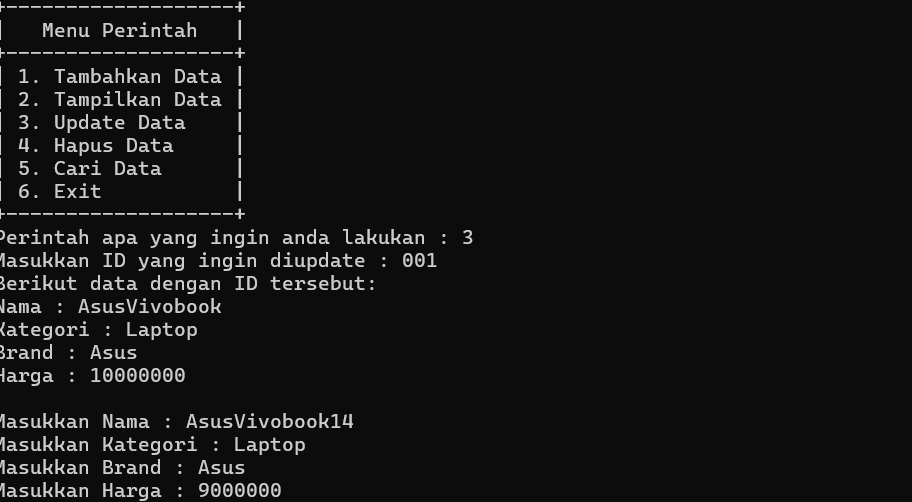 +-------------------+
|   Menu Perintah   |
+-------------------+
| 1. Tambahkan Data |
| 2. Tampilkan Data |
| 3. Update Data    |
| 4. Hapus Data     |
| 5. Cari Data      |
| 6. Exit           |
+-------------------+
Perintah apa yang ingin anda lakukan : 3
Masukkan ID yang ingin diupdate : 001
Berikut data dengan ID tersebut:
Nama : AsusVivobook
Kategori : Laptop
Brand : Asus
Harga : 10000000

Masukkan Nama : AsusVivobook14
Masukkan Kategori : Laptop
Masukkan Brand : Asus
Masukkan Harga : 9000000